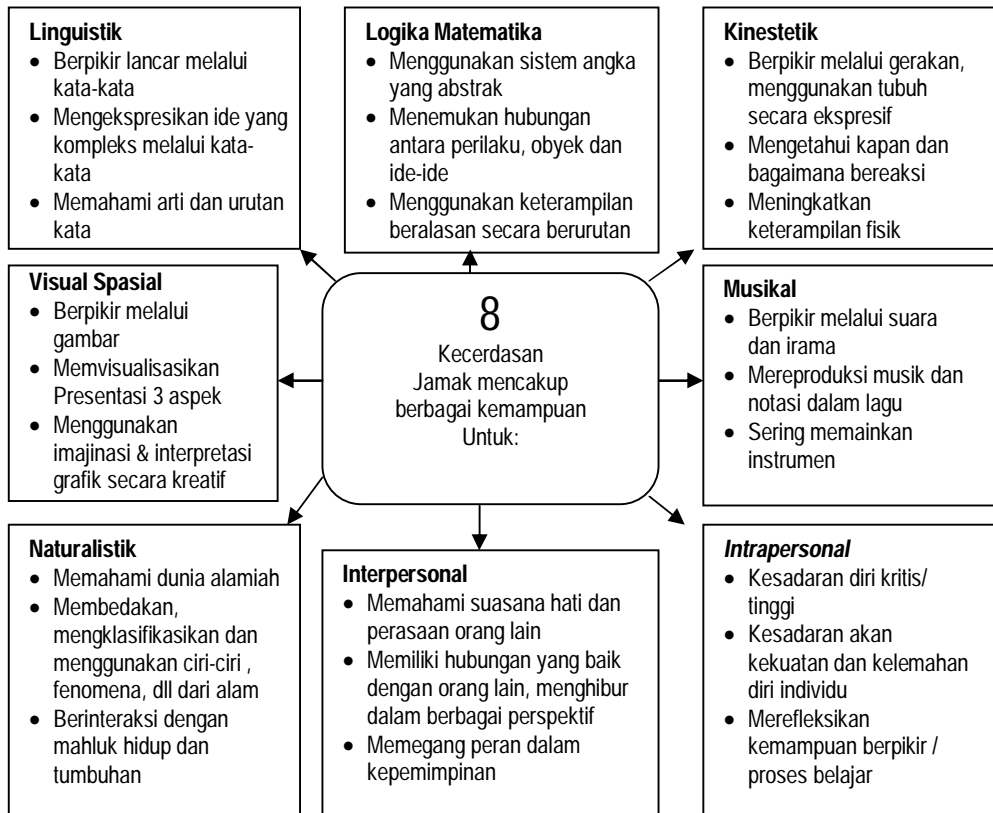 Linguistik
• Berpikir lancar melalui
kata-kata
• Mengekspresikan ide yang
kompleks melalui kata-
kata
• Memahami arti dan urutan
kata
Logika Matematika
• Menggunakan sistem angka
yang abstrak
• Menemukan hubungan
antara perilaku, obyek dan
ide-ide
• Menggunakan keterampilan
beralasan secara berurutan
Kinestetik
• Berpikir melalui gerakan,
menggunakan tubuh
secara ekspresif
• Mengetahui kapan dan
bagaimana bereaksi
• Meningkatkan
keterampilan fisik
Visual Spasial
• Berpikir melalui
gambar
• Memvisualisasikan
Presentasi 3 aspek
• Menggunakan
imajinasi & interpretasi
grafik secara kreatif
8
Kecerdasan
Jamak mencakup
berbagai kemampuan
Untuk:
Musikal
• Berpikir melalui suara
dan irama
• Mereproduksi musik dan
notasi dalam lagu
• Sering memainkan
instrumen
Naturalistik
• Memahami dunia alamiah
• Membedakan,
mengklasifikasikan dan
menggunakan ciri-ciri ,
fenomena, dll dari alam
• Berinteraksi dengan
mahluk hidup dan
tumbuhan
Interpersonal
• Memahami suasana hati dan
perasaan orang lain
• Memiliki hubungan yang baik
dengan orang lain, menghibur
dalam berbagai perspektif
• Memegang peran dalam
kepemimpinan
Intrapersonal
• Kesadaran diri kritis/
tinggi
• Kesadaran akan
kekuatan dan kelemahan
diri individu
• Merefleksikan
kemampuan berpikir /
proses belajar